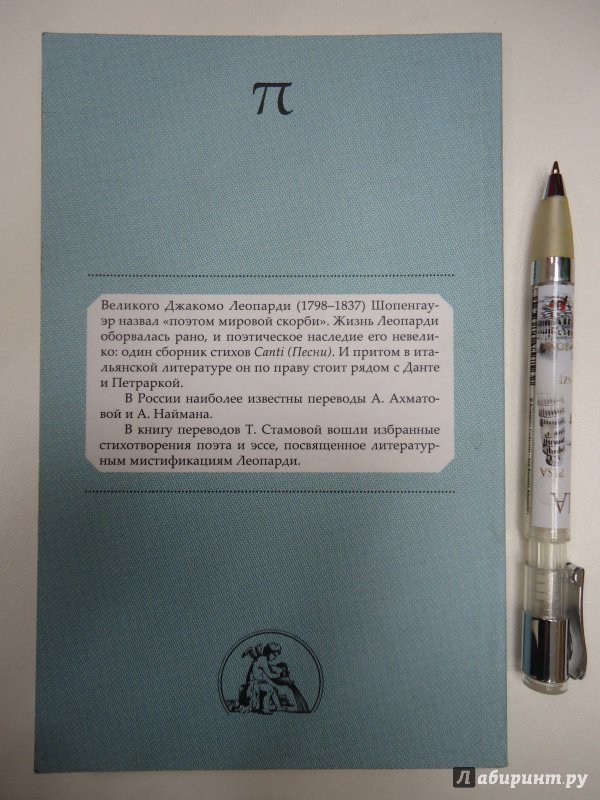 π
Великого Джакомо Леопарди (1798–1837) Шопенгау-
эр назвал «поэтом мировой скорби». Жизнь Леопарди
оборвалась рано, и поэтическое наследие его невели-
ко: один сборник стихов Canti (Песни). И притом в ита-
льянской литературе он по праву стоит рядом с Данте
и Петраркой.
В России наиболее известны переводы А. Ахмато-
вой и А. Наймана.
В книгу переводов Т. Стамовой вошли избранные
стихотворения поэта и эссе, посвященное литератур-
ным мистификациям Леопарди.
PISA
Лабиринт.ру